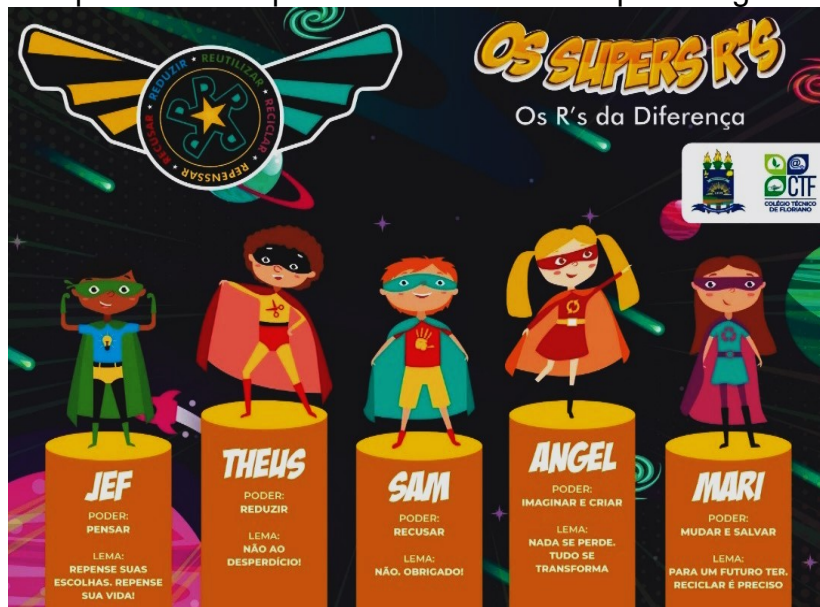 OS SUPERS R'S
Os R's da Diferença
RECUSAR • REDUZIR • REUTILIZAR • RECICLAR • REPENSSAR
CTF
COLÉGIO TÉCNICO
DE FLORIANO
JEF
PODER:
PENSAR
LEMA:
REPENSE SUAS
ESCOLHAS. REPENSE
SUA VIDA!
THEUS
PODER:
REDUZIR
LEMA:
NÃO AO
DESPERDÍCIO!
SAM
PODER:
RECUSAR
LEMA:
NÃO. OBRIGADO!
ANGEL
PODER:
IMAGINAR E CRIAR
LEMA:
NADA SE PERDE.
TUDO SE
TRANSFORMA
MARI
PODER:
MUDAR E SALVAR
LEMA:
PARA UM FUTURO TER.
RECICLAR É PRECISO